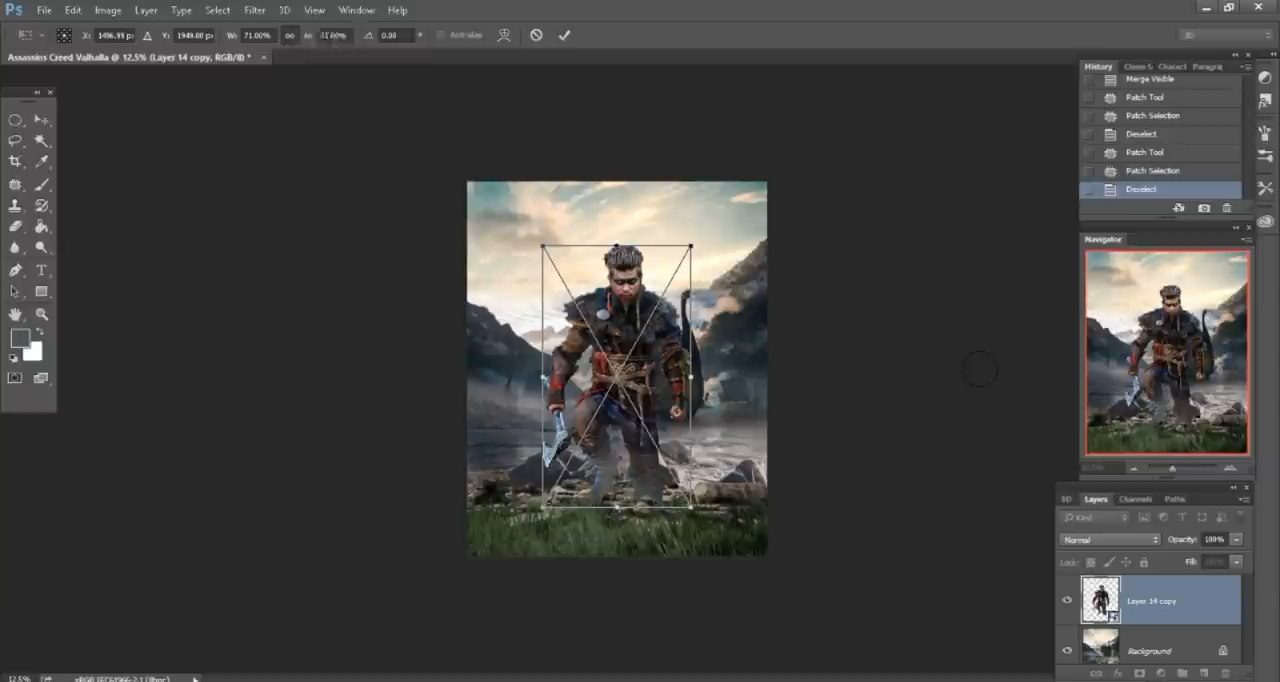 Ps File Edit Image Layer Type Select Filter 3D View Window Help
X: 1496.99 px Y: 1949.00 px W: 71.00% 0.00
Assassins Creed Valhalla @ 12.5% (Layer 14 copy, RGB/8) *
History
Merge Visible
Patch Tool
Patch Selection
Deselect
Patch Tool
Patch Selection
Deselect
Navigator
3D Layers Channels Paths
Kind
Normal Opacity: 100%
Lock: Fill:
Layer 14 copy
Background
12.5%